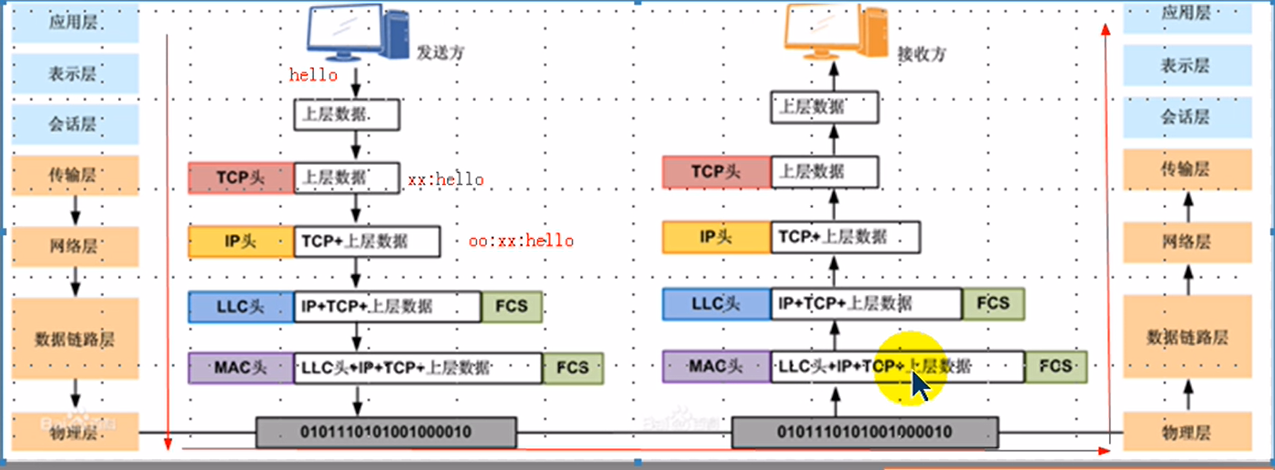 应用层
表示层
会话层
传输层
网络层
数据链路层
物理层
发送方
hello
上层数据
TCP头 上层数据 xx:hello
IP头 TCP+上层数据 oo:xx:hello
LLC头 IP+TCP+上层数据 FCS
MAC头 LLC头+IP+TCP+上层数据 FCS
0101110101001000010
接收方
上层数据
TCP头 上层数据
IP头 TCP+上层数据
LLC头 IP+TCP+上层数据 FCS
MAC头 LLC头+IP+TCP+上层数据 FCS
0101110101001000010
应用层
表示层
会话层
传输层
网络层
数据链路层
物理层